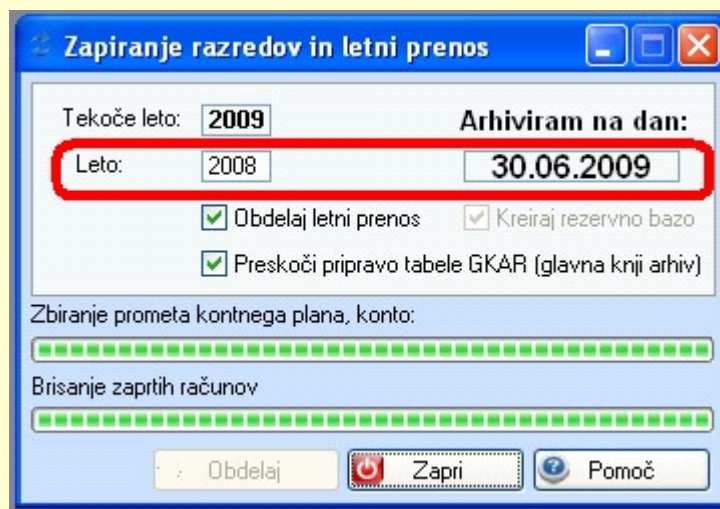 Zapiranje razredov in letni prenos
Tekoče leto: 2009 Arhiviram na dan:
Leto: 2008 30.06.2009
Obdelaj letni prenos Kreiraj rezervno bazo
Preskoči pripravo tabele GKAR (glavna knji arhiv)
Zbiranje prometa kontnega plana, konto:
Brisanje zaprtih računov
Obdelaj Zapri Pomoč